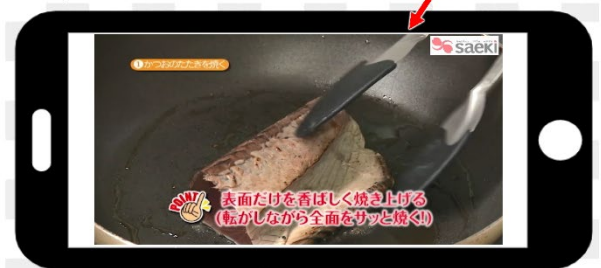 saeki
①かつおのたたきを焼く
POINT
表面だけを香ばしく焼き上げる
(転がしながら全面をサッと焼く!)